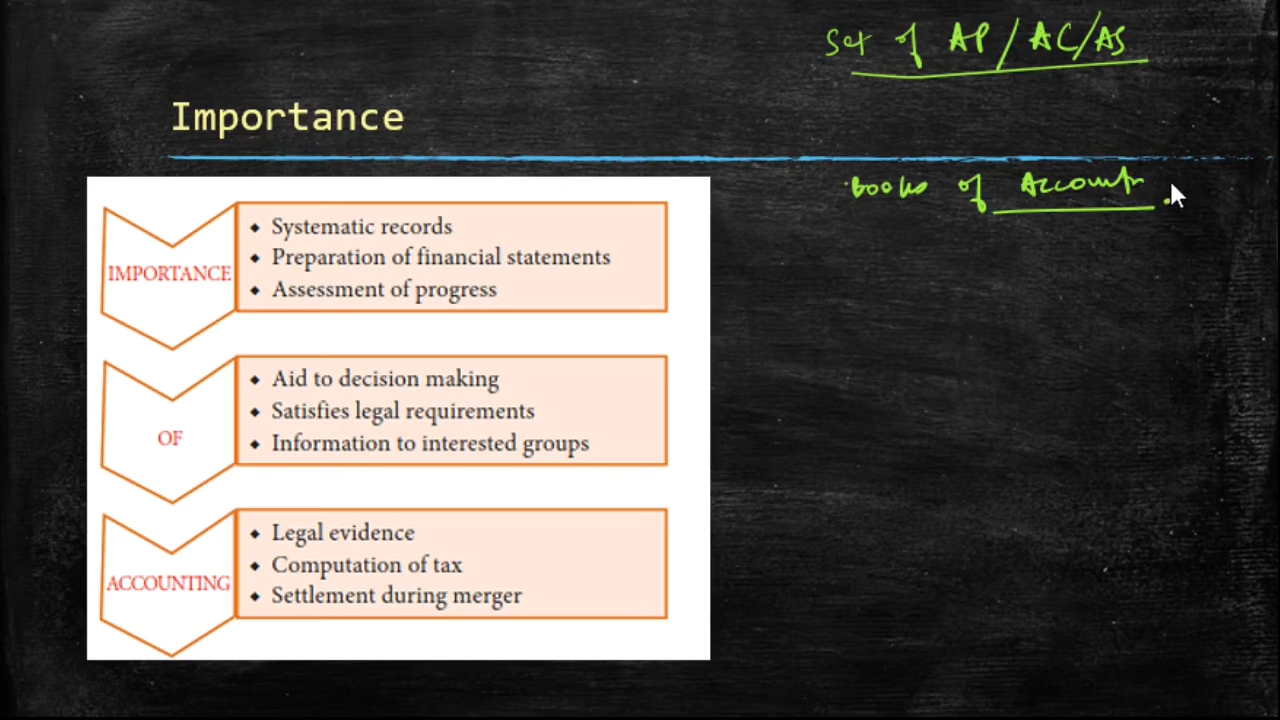 Set of AP/AC/AS
Importance
Books of Accounts.
IMPORTANCE
◆ Systematic records
◆ Preparation of financial statements
◆ Assessment of progress
OF
◆ Aid to decision making
◆ Satisfies legal requirements
◆ Information to interested groups
ACCOUNTING
◆ Legal evidence
◆ Computation of tax
◆ Settlement during merger